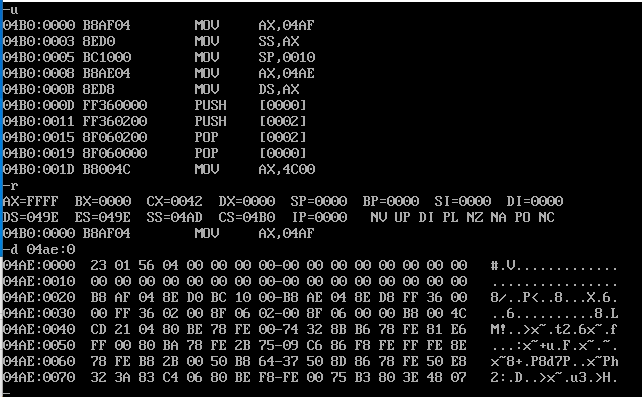 -u
04B0:0000 B8AF04 MOV AX,04AF
04B0:0003 8ED0 MOV SS,AX
04B0:0005 BC1000 MOV SP,0010
04B0:0008 B8AE04 MOV AX,04AE
04B0:000B 8ED8 MOV DS,AX
04B0:000D FF360000 PUSH [0000]
04B0:0011 FF360200 PUSH [0002]
04B0:0015 8F060200 POP [0002]
04B0:0019 8F060000 POP [0000]
04B0:001D B8004C MOV AX,4C00
-r
AX=FFFF BX=0000 CX=0042 DX=0000 SP=0000 BP=0000 SI=0000 DI=0000
DS=049E ES=049E SS=04AD CS=04B0 IP=0000 NV UP DI PL NZ NA PO NC
04B0:0000 B8AF04 MOV AX,04AF
-d 04ae:0
04AE:0000 23 01 56 04 00 00 00 00-00 00 00 00 00 00 00 00 #.V.............
04AE:0010 00 00 00 00 00 00 00 00-00 00 00 00 00 00 00 00 ................
04AE:0020 B8 AF 04 8E D0 BC 10 00-B8 AE 04 8E D8 FF 36 00 8/..P<..8...X.6.
04AE:0030 00 FF 36 02 00 8F 06 02-00 8F 06 00 00 B8 00 4C ..6..........8.L
04AE:0040 CD 21 04 80 BE 78 FE 00-74 32 8B B6 78 FE 81 E6 M!..>x~.t2.6x~.f
04AE:0050 FF 00 80 BA 78 FE 2B 75-09 C6 86 F8 FE FF FE 8E ...:x~+u.F.x~.~.
04AE:0060 78 FE B8 2B 00 50 B8 64-37 50 8D 86 78 FE 50 E8 x~8+.P8d7P..x~Ph
04AE:0070 32 3A 83 C4 06 80 BE F8-FE 00 75 B3 80 3E 48 07 2:.D..>x~.u3.>H.
-